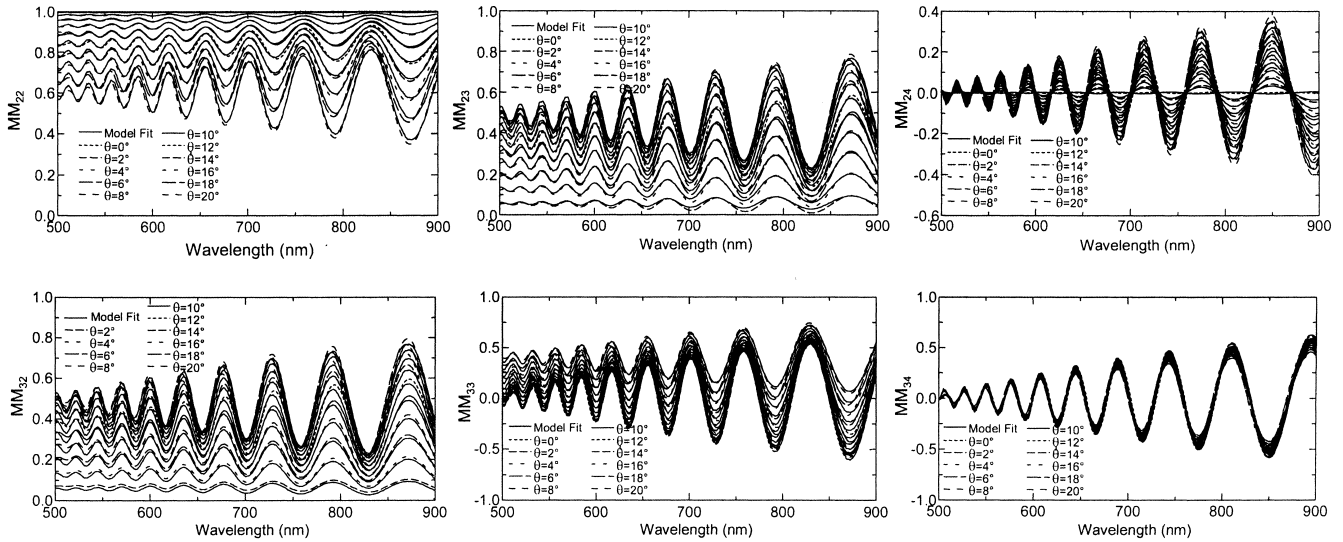 1.0
0.8
0.6
0.4
0.2
0.0
MM22
Model Fit
θ=0°
θ=2°
θ=4°
θ=6°
θ=8°
θ=10°
θ=12°
θ=14°
θ=16°
θ=18°
θ=20°
500 600 700 800 900
Wavelength (nm)
1.0
0.8
0.6
0.4
0.2
0.0
MM23
Model Fit
θ=0°
θ=2°
θ=4°
θ=6°
θ=8°
θ=10°
θ=12°
θ=14°
θ=16°
θ=18°
θ=20°
500 600 700 800 900
Wavelength (nm)
0.4
0.2
0.0
-0.2
-0.4
-0.6
MM24
Model Fit
θ=0°
θ=2°
θ=4°
θ=6°
θ=8°
θ=10°
θ=12°
θ=14°
θ=16°
θ=18°
θ=20°
500 600 700 800 900
Wavelength (nm)
1.0
0.8
0.6
0.4
0.2
0.0
MM32
Model Fit
θ=2°
θ=4°
θ=6°
θ=8°
θ=10°
θ=12°
θ=14°
θ=16°
θ=18°
θ=20°
500 600 700 800 900
Wavelength (nm)
1.0
0.5
0.0
-0.5
-1.0
MM33
Model Fit
θ=0°
θ=2°
θ=4°
θ=6°
θ=8°
θ=10°
θ=12°
θ=14°
θ=16°
θ=18°
θ=20°
500 600 700 800 900
Wavelength (nm)
1.0
0.5
0.0
-0.5
-1.0
MM34
Model Fit
θ=0°
θ=2°
θ=4°
θ=6°
θ=8°
θ=10°
θ=12°
θ=14°
θ=16°
θ=18°
θ=20°
500 600 700 800 900
Wavelength (nm)